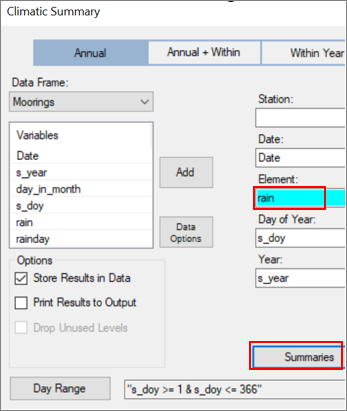 Climatic Summary
Annual
Annual + Within
Within Year
Data Frame:
Moorings
Variables
Date
s_year
day_in_month
s_doy
rain
rainday
Add
Data Options
Station:
Date:
Date
Element:
rain
Day of Year:
s_doy
Year:
s_year
Options
Store Results in Data
Print Results to Output
Drop Unused Levels
Summaries
Day Range
"s_doy >= 1 & s_doy <= 366"